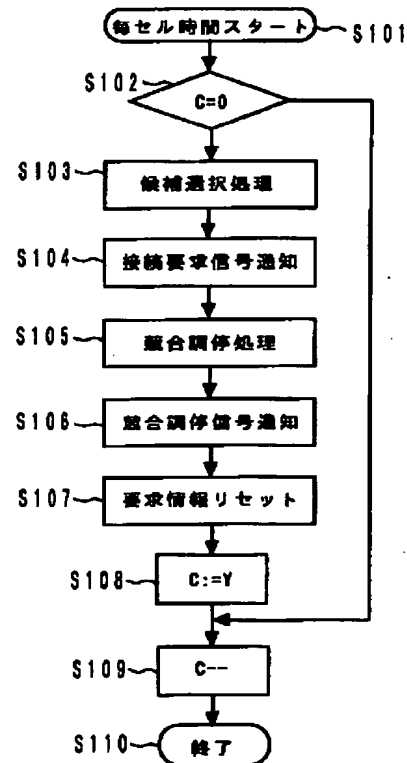 毎セル時間スタート S101
S102 C=0
S103 候補選択処理
S104 接続要求信号通知
S105 競合調停処理
S106 競合調停信号通知
S107 要求情報リセット
S108 C:=Y
S109 C--
S110 終了